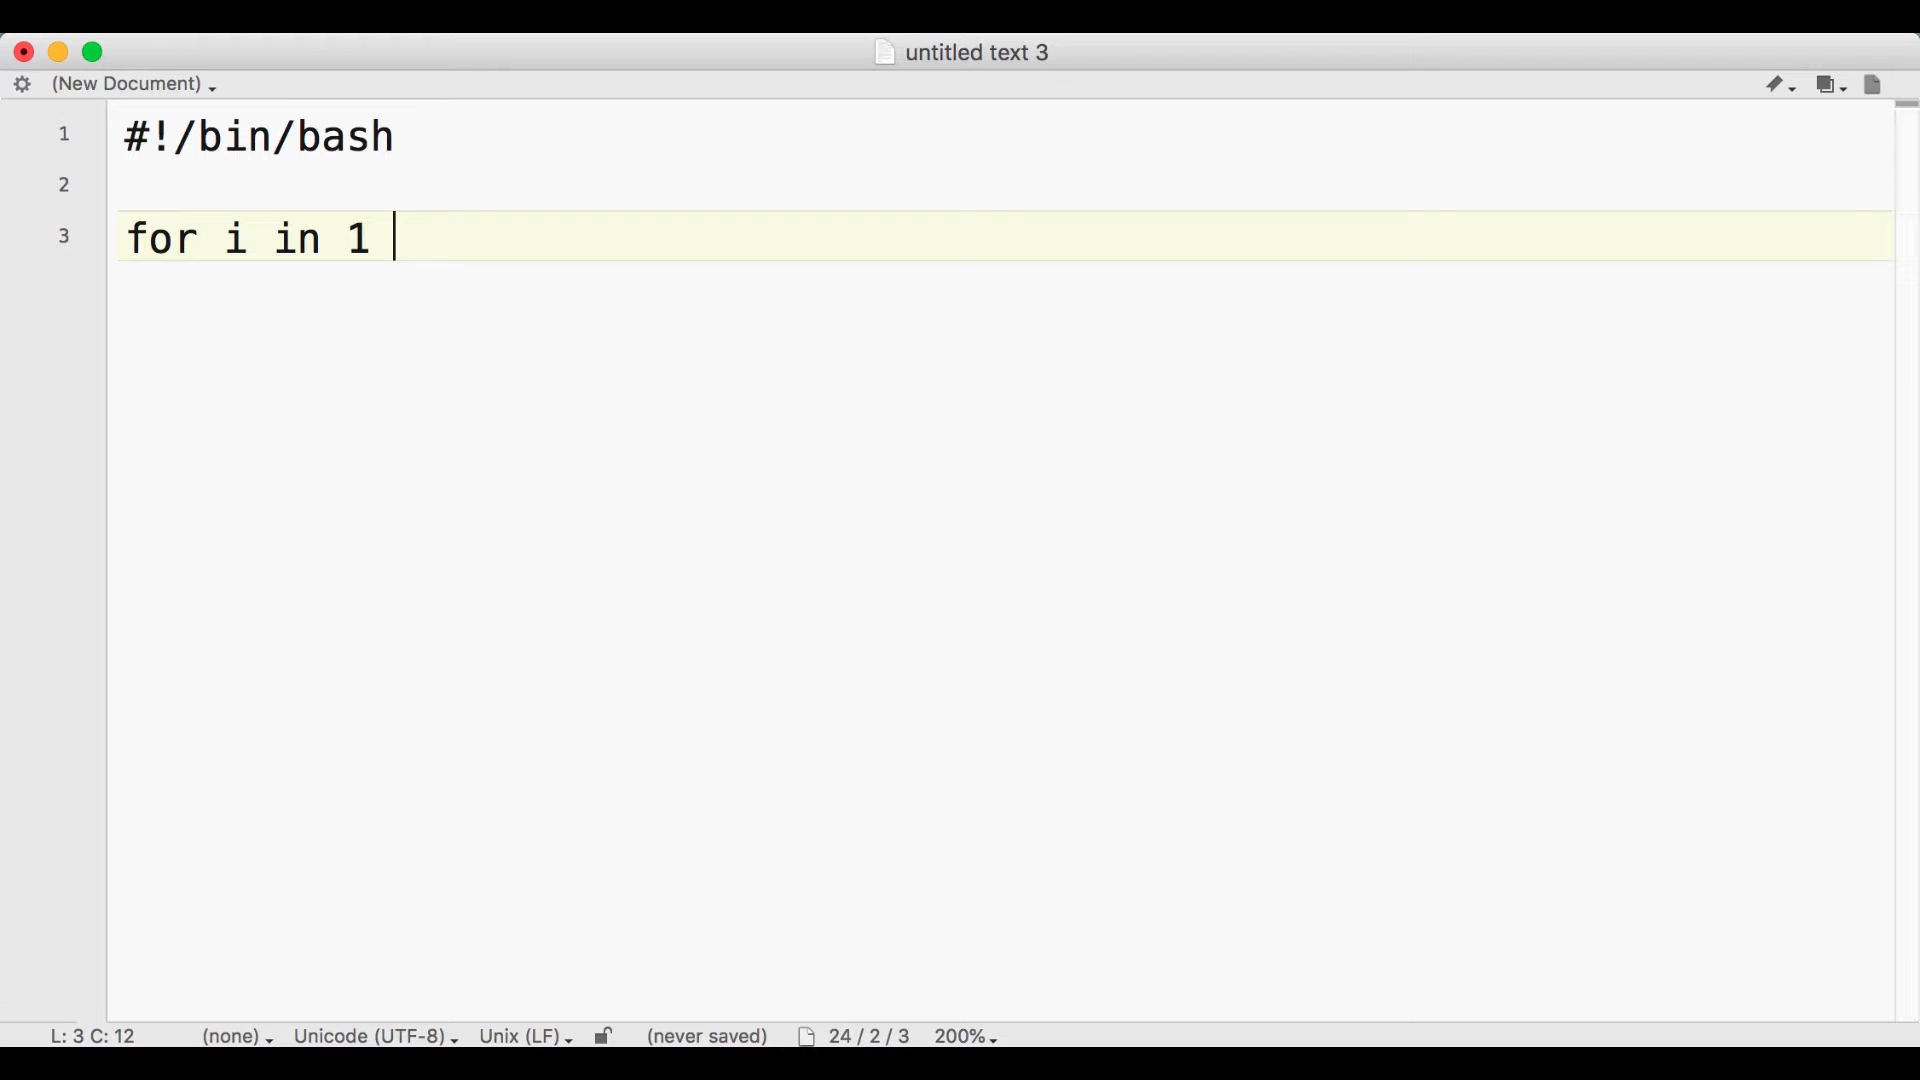 untitled text 3
(New Document)
1 #!/bin/bash
2
3 for i in 1
L: 3 C: 12 (none) Unicode (UTF-8) Unix (LF) (never saved) 24 / 2 / 3 200%